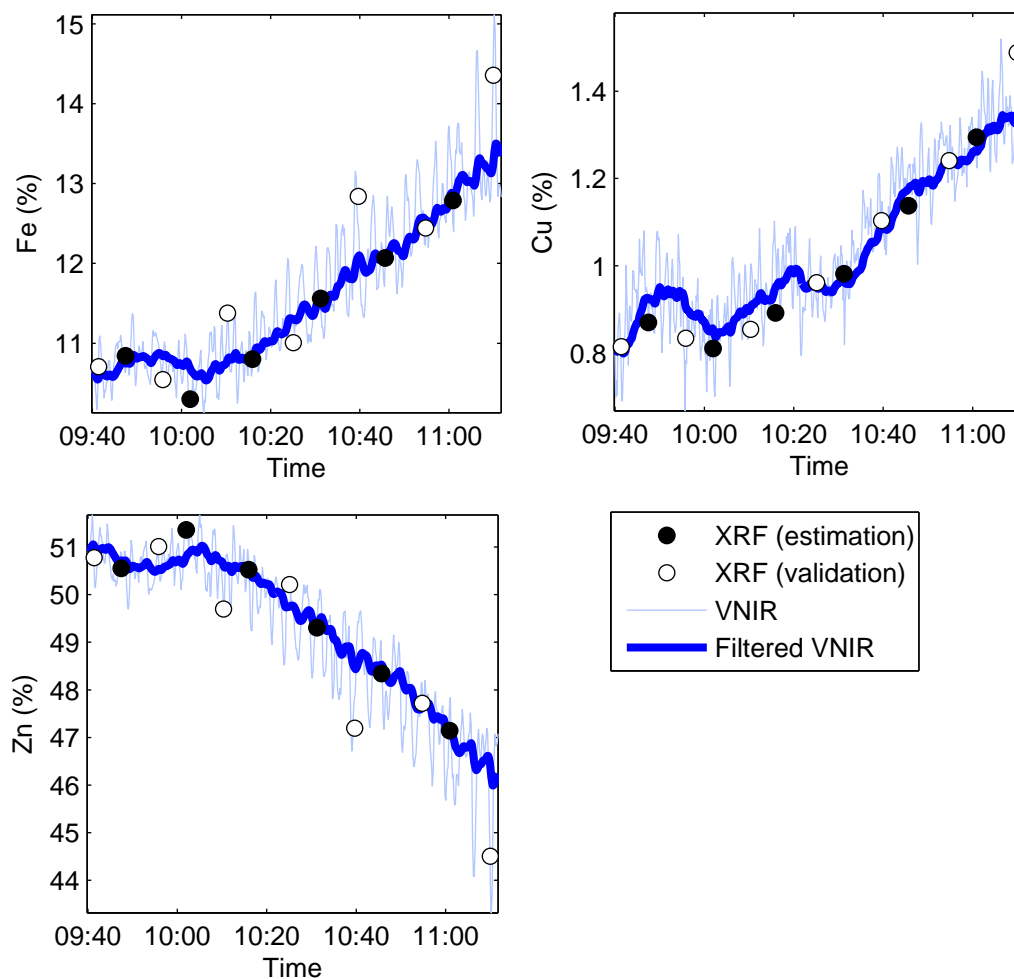 15
14
13
12
11
Fe (%)
09:40 10:00 10:20 10:40 11:00
Time
1.4
1.2
1
0.8
Cu (%)
09:40 10:00 10:20 10:40 11:00
Time
51
50
49
48
47
46
45
44
Zn (%)
09:40 10:00 10:20 10:40 11:00
Time
XRF (estimation)
XRF (validation)
VNIR
Filtered VNIR